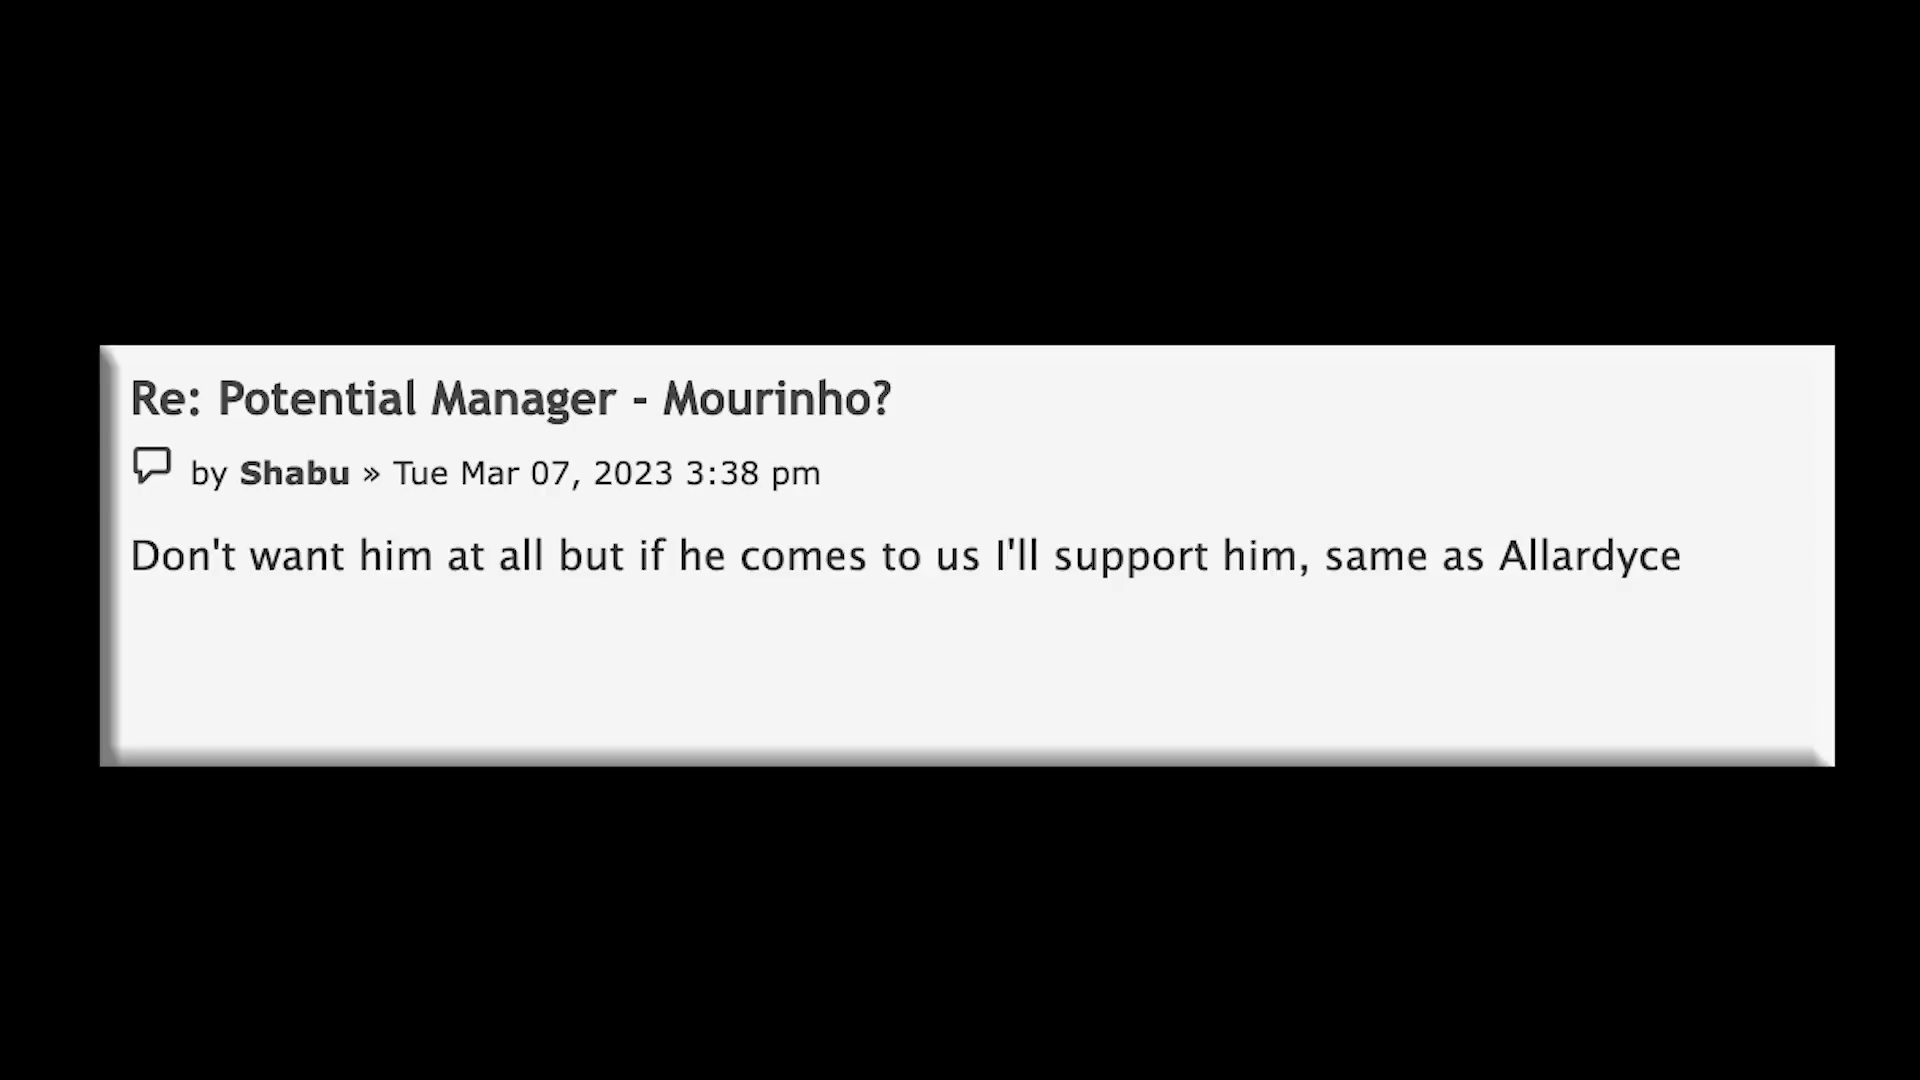 Re: Potential Manager - Mourinho?
by Shabu » Tue Mar 07, 2023 3:38 pm
Don't want him at all but if he comes to us I'll support him, same as Allardyce